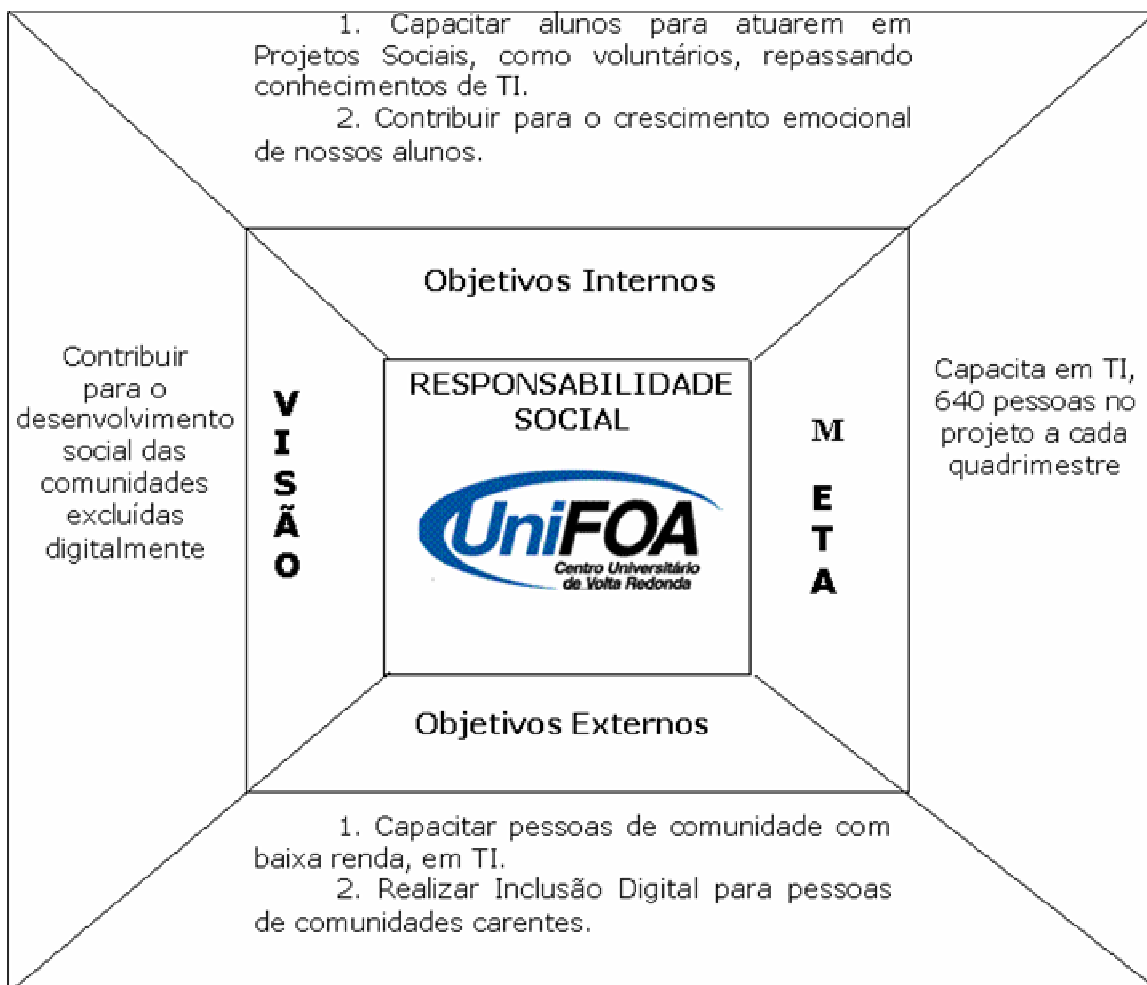 1. Capacitar alunos para atuarem em
Projetos Sociais, como voluntários, repassando
conhecimentos de TI.
2. Contribuir para o crescimento emocional
de nossos alunos.
Objetivos Internos
Contribuir
para o
desenvolvimento
social das
comunidades
excluídas
digitalmente
V
I
S
Ã
O
RESPONSABILIDADE
SOCIAL
UniFOA
Centro Universitário
de Volta Redonda
M
E
T
A
Capacita em TI,
640 pessoas no
projeto a cada
quadrimestre
Objetivos Externos
1. Capacitar pessoas de comunidade com
baixa renda, em TI.
2. Realizar Inclusão Digital para pessoas
de comunidades carentes.